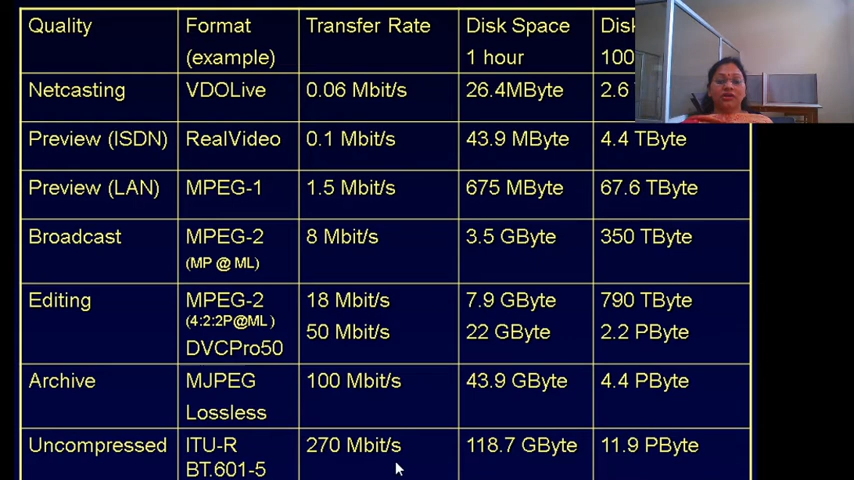 Quality Format Transfer Rate Disk Space Disk
(example) 1 hour 100
Netcasting VDOLive 0.06 Mbit/s 26.4MByte 2.6
Preview (ISDN) RealVideo 0.1 Mbit/s 43.9 MByte 4.4 TByte
Preview (LAN) MPEG-1 1.5 Mbit/s 675 MByte 67.6 TByte
Broadcast MPEG-2 8 Mbit/s 3.5 GByte 350 TByte
(MP @ ML)
Editing MPEG-2 18 Mbit/s 7.9 GByte 790 TByte
(4:2:2P@ML)
50 Mbit/s 22 GByte 2.2 PByte
DVCPro50
Archive MJPEG 100 Mbit/s 43.9 GByte 4.4 PByte
Lossless
Uncompressed ITU-R 270 Mbit/s 118.7 GByte 11.9 PByte
BT.601-5